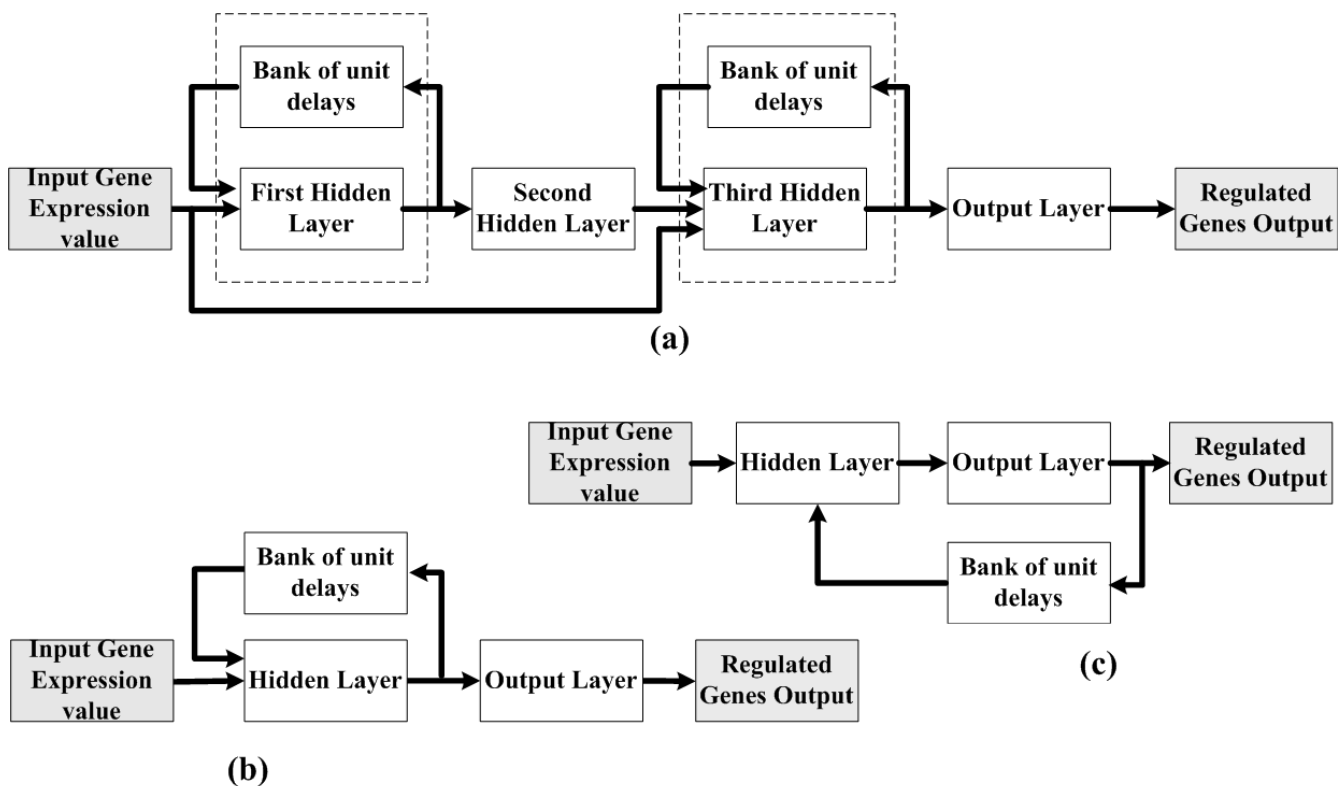 Bank of unit
delays
Bank of unit
delays
Input Gene
Expression
value
First Hidden
Layer
Second
Hidden Layer
Third Hidden
Layer
Output Layer
Regulated
Genes Output
(a)
Input Gene
Expression
value
Hidden Layer
Output Layer
Regulated
Genes Output
Bank of unit
delays
(c)
Bank of unit
delays
Input Gene
Expression
value
Hidden Layer
Output Layer
Regulated
Genes Output
(b)